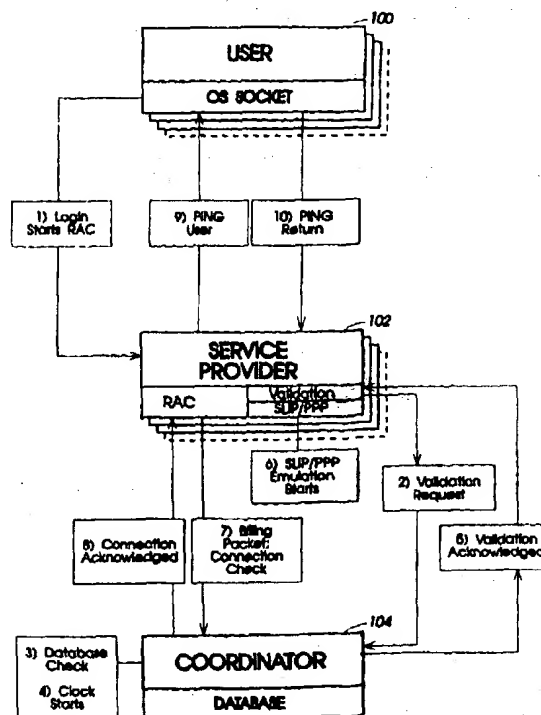 100
USER
OS SOCKET
1) Login
Starts RAC
9) PING
User
10) PING
Return
102
SERVICE
PROVIDER
RAC
Validation
SLIP/PPP
6) SLIP/PPP
Emulation
Starts
2) Validation
Request
8) Connection
Acknowledged
7) Billing
Packet:
Connection
Check
5) Validation
Acknowledged
104
3) Database
Check
4) Clock
Starts
COORDINATOR
DATABASE